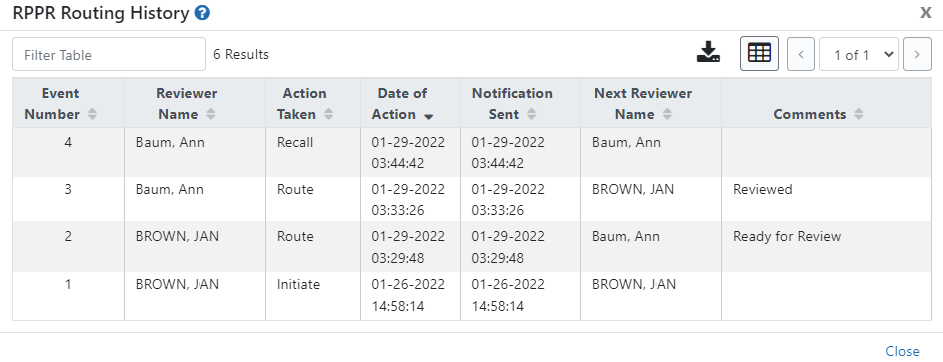 RPPR Routing History ? X
Filter Table 6 Results < 1 of 1 >
Event Reviewer Action Date of Notification Next Reviewer
Number Name Taken Action Sent Name Comments
4 Baum, Ann Recall 01-29-2022 01-29-2022 Baum, Ann
03:44:42 03:44:42
3 Baum, Ann Route 01-29-2022 01-29-2022 BROWN, JAN Reviewed
03:33:26 03:33:26
2 BROWN, JAN Route 01-29-2022 01-29-2022 Baum, Ann Ready for Review
03:29:48 03:29:48
1 BROWN, JAN Initiate 01-26-2022 01-26-2022 BROWN, JAN
14:58:14 14:58:14
Close